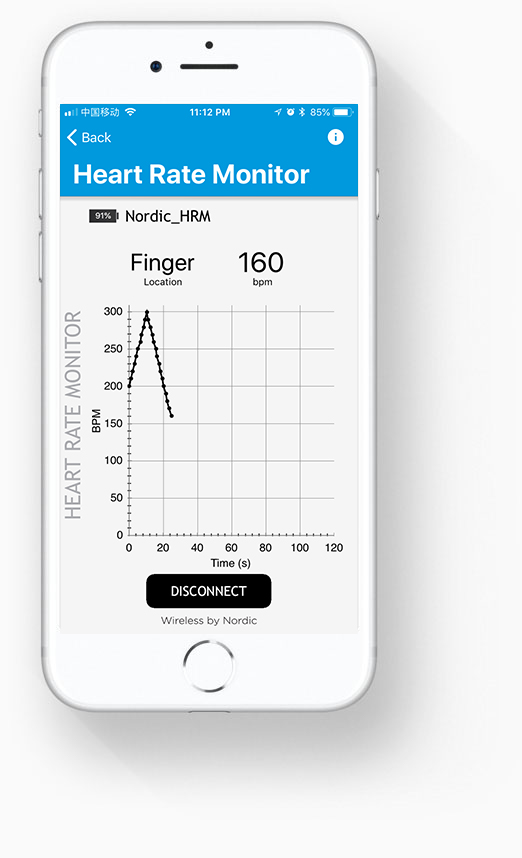 中国移动 11:12 PM 85%
Back
Heart Rate Monitor
91% Nordic_HRM
Finger 160
Location bpm
HEART RATE MONITOR
BPM
300
250
200
150
100
50
0
0 20 40 60 80 100 120
Time (s)
DISCONNECT
Wireless by Nordic